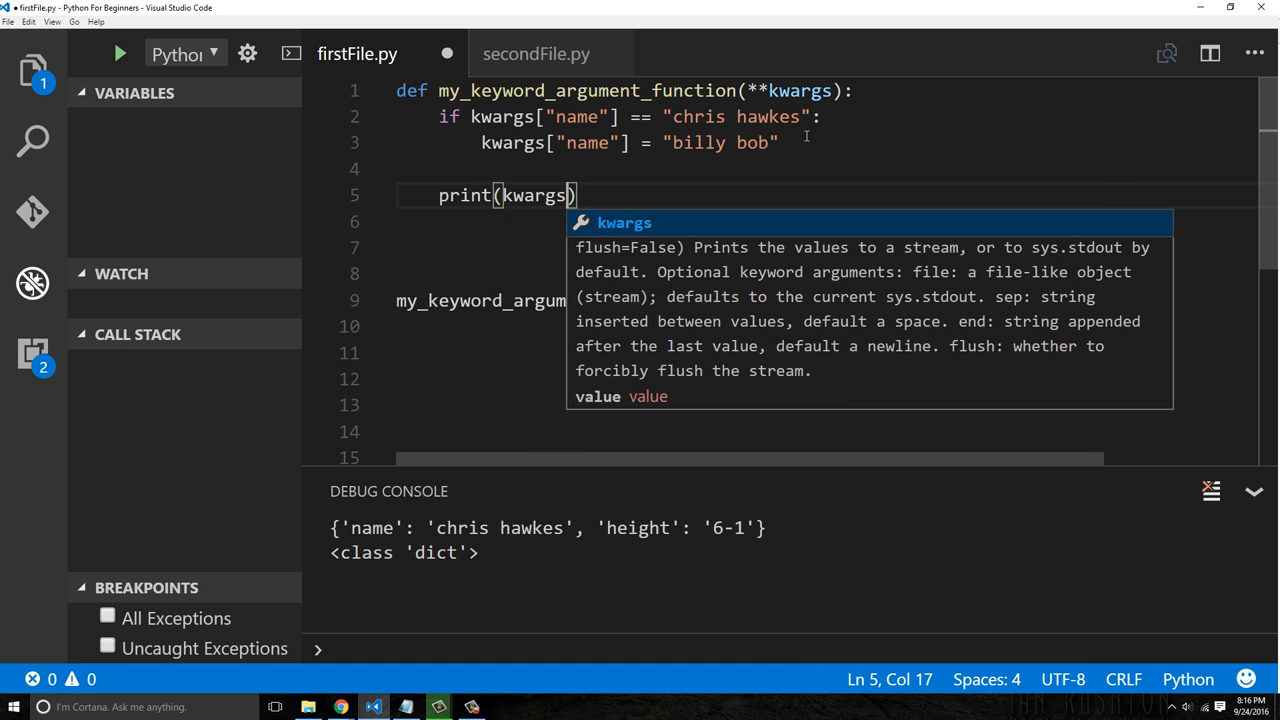 ● firstFile.py - Python For Beginners - Visual Studio Code
File Edit View Go Help
1
2
Python
VARIABLES
WATCH
CALL STACK
BREAKPOINTS
All Exceptions
Uncaught Exceptions
firstFile.py
secondFile.py
1 def my_keyword_argument_function(**kwargs):
2 if kwargs["name"] == "chris hawkes":
3 kwargs["name"] = "billy bob"
4
5 print(kwargs)
6
7
8
9 my_keyword_argum
10
11
12
13
14
15
kwargs
flush=False) Prints the values to a stream, or to sys.stdout by
default. Optional keyword arguments: file: a file-like object
(stream); defaults to the current sys.stdout. sep: string
inserted between values, default a space. end: string appended
after the last value, default a newline. flush: whether to
forcibly flush the stream.
value value
DEBUG CONSOLE
{'name': 'chris hawkes', 'height': '6-1'}
<class 'dict'>
0 0
Ln 5, Col 17 Spaces: 4 UTF-8 CRLF Python
I'm Cortana. Ask me anything.
8:16 PM
9/24/2016